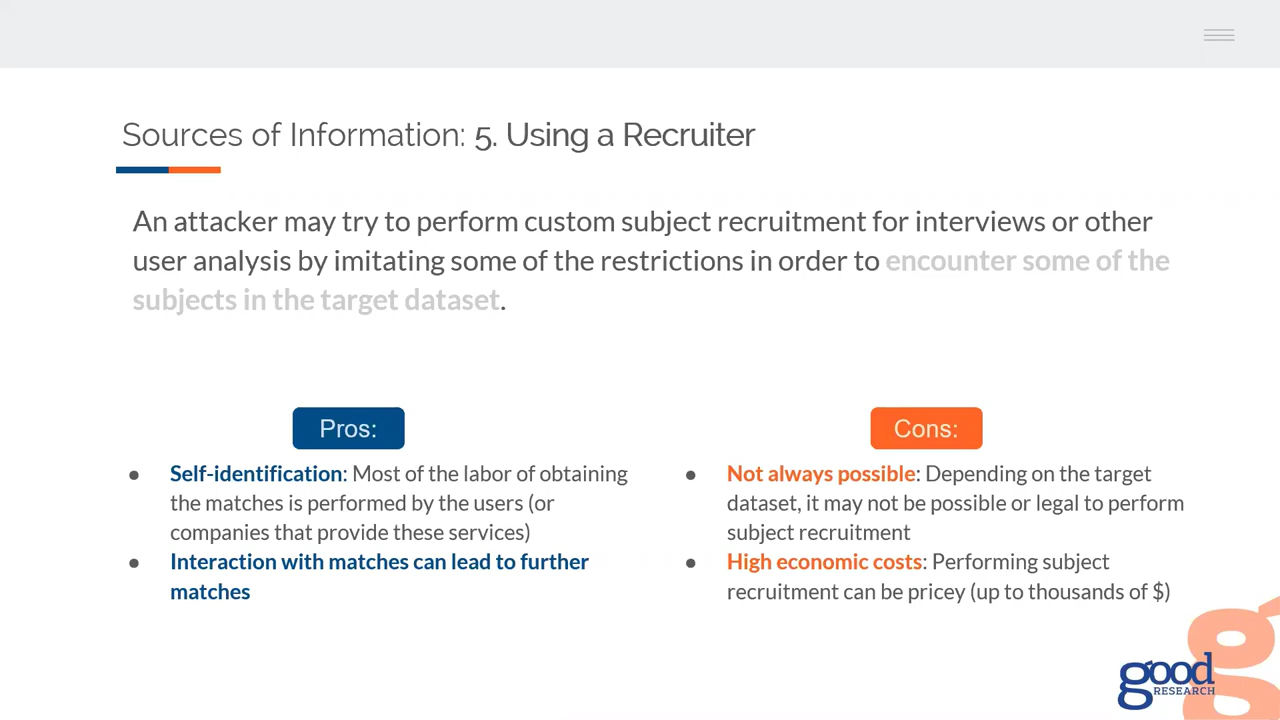 Sources of Information: 5. Using a Recruiter
An attacker may try to perform custom subject recruitment for interviews or other
user analysis by imitating some of the restrictions in order to encounter some of the
subjects in the target dataset.
Pros:
● Self-identification: Most of the labor of obtaining
the matches is performed by the users (or
companies that provide these services)
● Interaction with matches can lead to further
matches
Cons:
● Not always possible: Depending on the target
dataset, it may not be possible or legal to perform
subject recruitment
● High economic costs: Performing subject
recruitment can be pricey (up to thousands of $)
good
RESEARCH
g